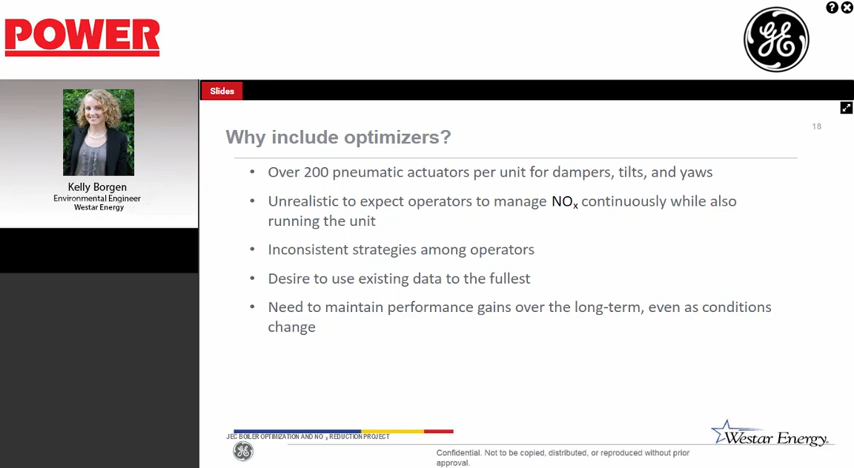 POWER
GE
? X
Slides
Kelly Borgen
Environmental Engineer
Westar Energy
18
Why include optimizers?
• Over 200 pneumatic actuators per unit for dampers, tilts, and yaws
• Unrealistic to expect operators to manage NOx continuously while also
running the unit
• Inconsistent strategies among operators
• Desire to use existing data to the fullest
• Need to maintain performance gains over the long-term, even as conditions
change
JEC BOILER OPTIMIZATION AND NO x REDUCTION PROJECT
GE
Westar Energy.
Confidential. Not to be copied, distributed, or reproduced without prior
approval.